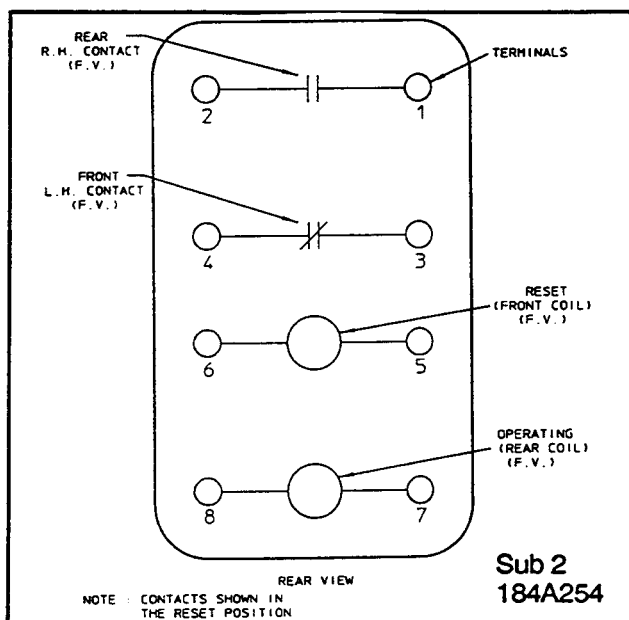 REAR
R.H. CONTACT
(F.V.)
TERMINALS
2
1
FRONT
L.H. CONTACT
(F.V.)
4
3
RESET
(FRONT COIL)
(F.V.)
6
5
OPERATING
(REAR COIL)
(F.V.)
8
7
REAR VIEW
NOTE : CONTACTS SHOWN IN
THE RESET POSITION
Sub 2
184A254